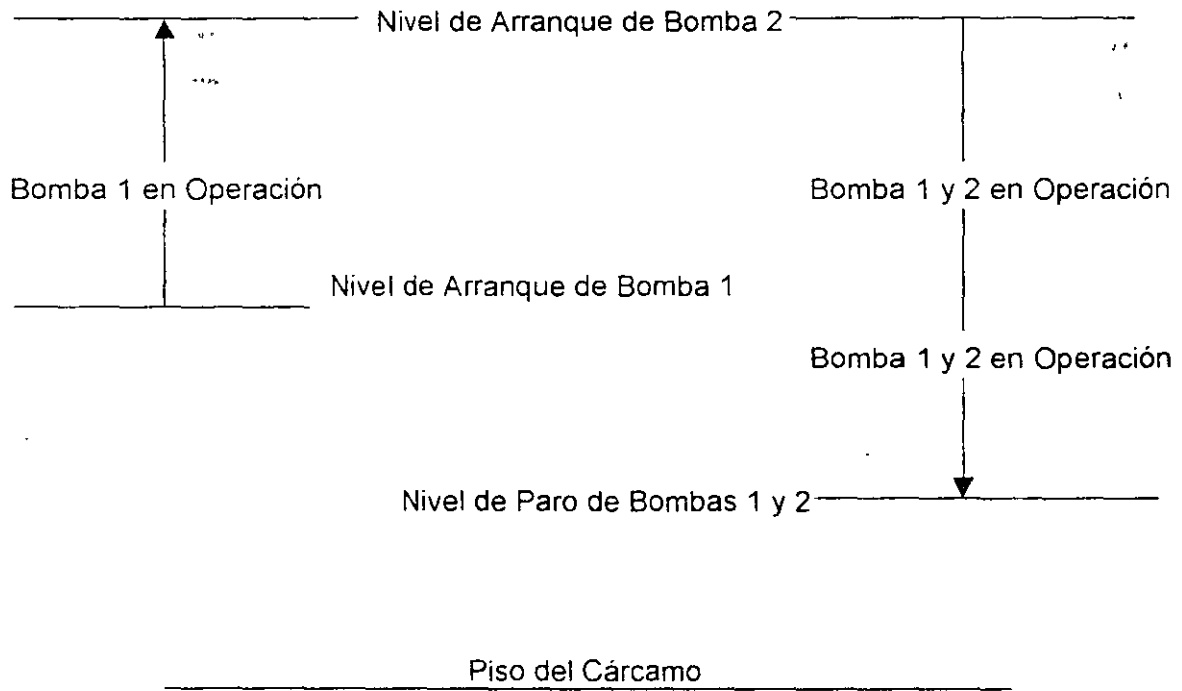 Nivel de Arranque de Bomba 2
Bomba 1 en Operación
Bomba 1 y 2 en Operación
Nivel de Arranque de Bomba 1
Bomba 1 y 2 en Operación
Nivel de Paro de Bombas 1 y 2
Piso del Cárcamo